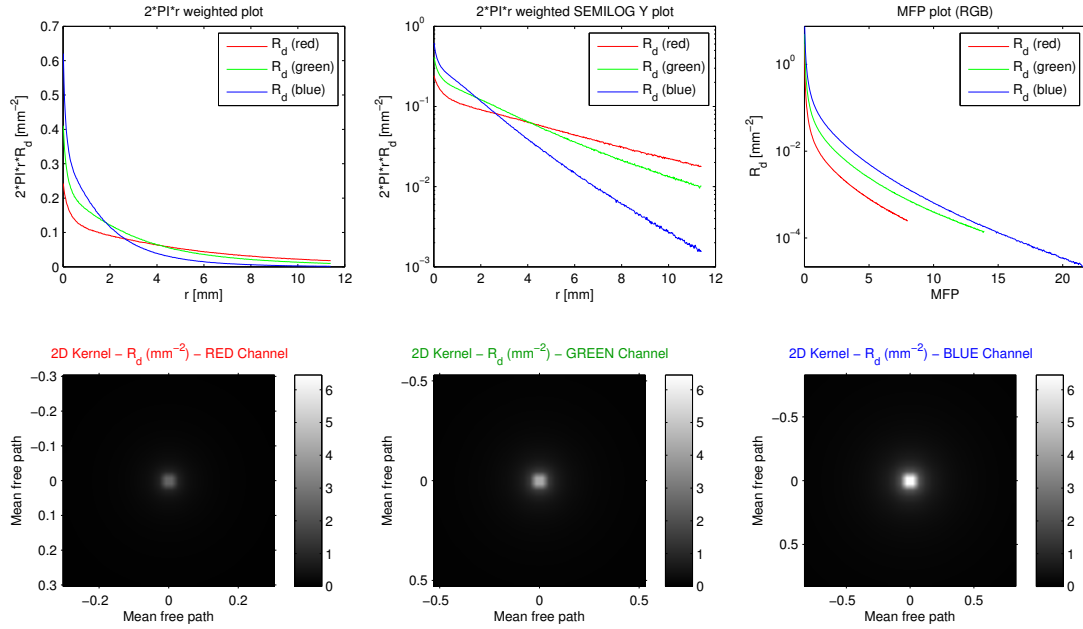 2*PI*r weighted plot
2*PI*r*R_d [mm^−2]
0.7
0.6
0.5
0.4
0.3
0.2
0.1
0
R_d (red)
R_d (green)
R_d (blue)
0 2 4 6 8 10 12
r [mm]
2*PI*r weighted SEMILOG Y plot
2*PI*r*R_d [mm^−2]
10^0
10^−1
10^−2
10^−3
R_d (red)
R_d (green)
R_d (blue)
0 2 4 6 8 10 12
r [mm]
MFP plot (RGB)
R_d [mm^−2]
10^0
10^−2
10^−4
R_d (red)
R_d (green)
R_d (blue)
0 5 10 15 20
MFP
2D Kernel − R_d (mm^−2) − RED Channel
Mean free path
−0.3
−0.2
−0.1
0
0.1
0.2
0.3
−0.2 0 0.2
Mean free path
6
5
4
3
2
1
0
2D Kernel − R_d (mm^−2) − GREEN Channel
Mean free path
−0.5
0
0.5
−0.5 0 0.5
Mean free path
6
5
4
3
2
1
0
2D Kernel − R_d (mm^−2) − BLUE Channel
Mean free path
−0.5
0
0.5
−0.5 0 0.5
Mean free path
6
5
4
3
2
1
0